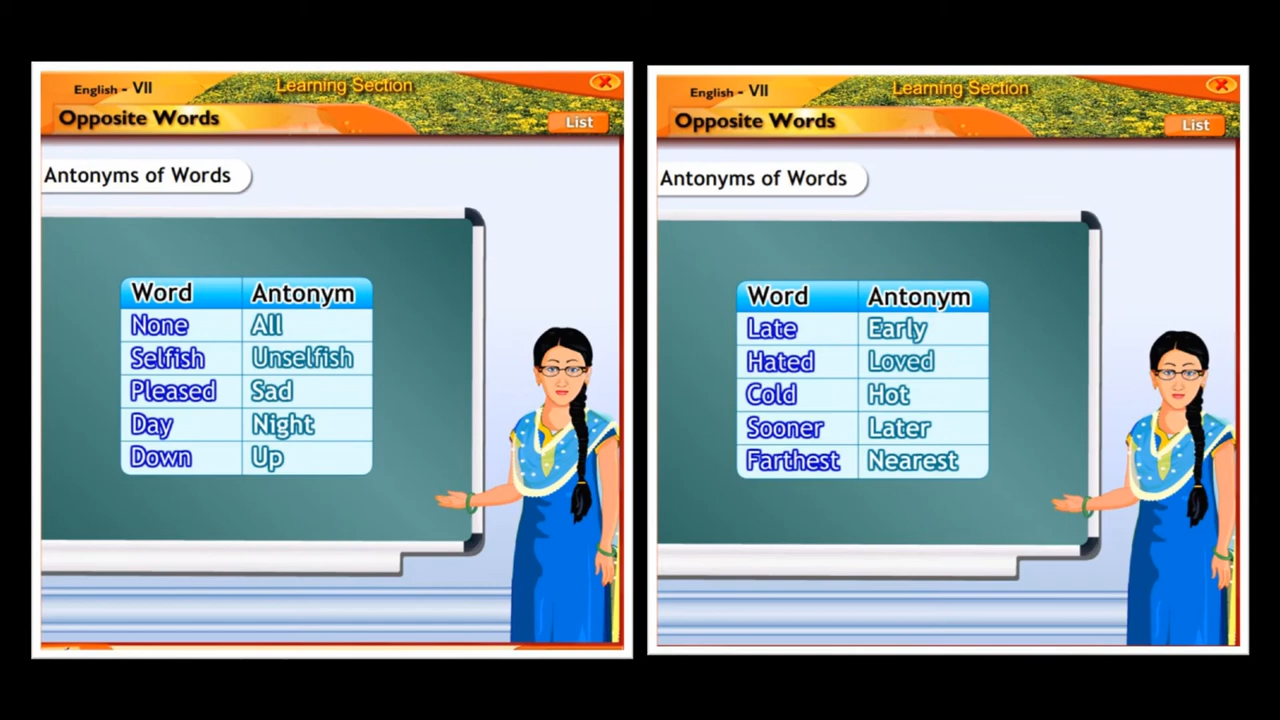 English - VII
Learning Section
Opposite Words
List
Antonyms of Words
Word Antonym
None All
Selfish Unselfish
Pleased Sad
Day Night
Down Up
English - VII
Learning Section
Opposite Words
List
Antonyms of Words
Word Antonym
Late Early
Hated Loved
Cold Hot
Sooner Later
Farthest Nearest